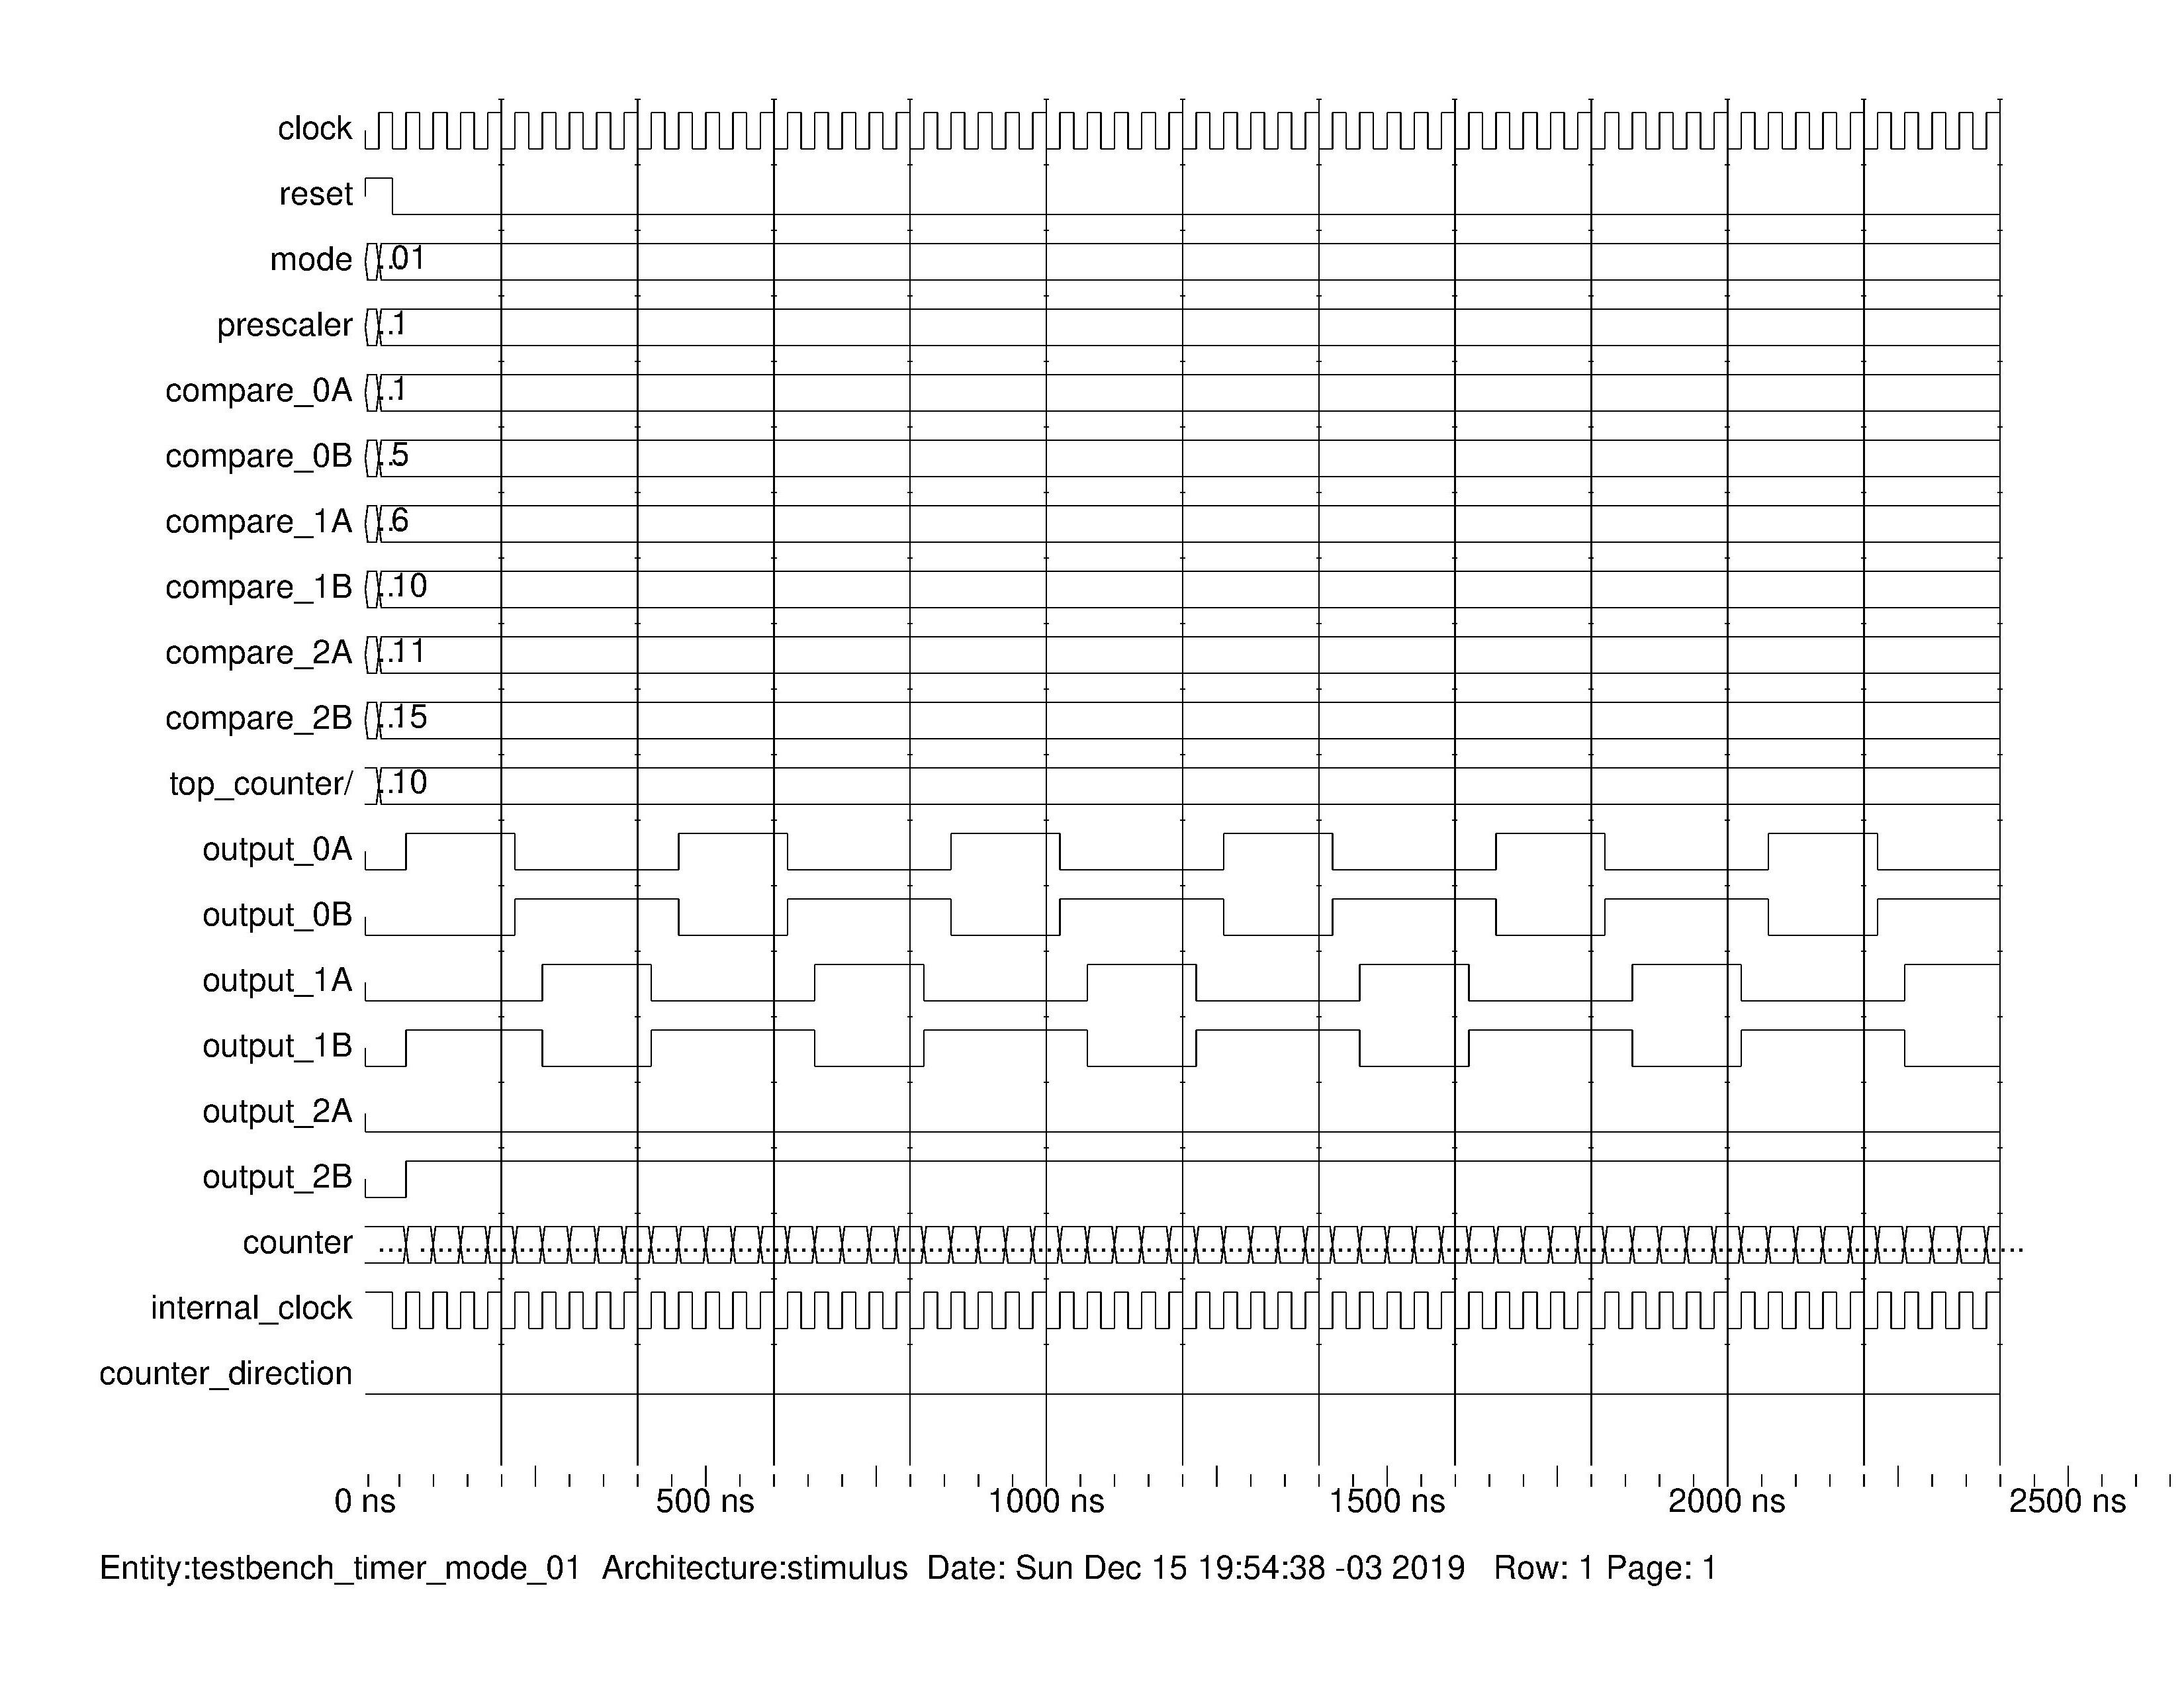 clock
reset
mode ..01
prescaler ..1
compare_0A ..1
compare_0B ..5
compare_1A ..6
compare_1B ..10
compare_2A ..11
compare_2B ..15
top_counter/ ..10
output_0A
output_0B
output_1A
output_1B
output_2A
output_2B
counter
internal_clock
counter_direction
0 ns 500 ns 1000 ns 1500 ns 2000 ns 2500 ns
Entity:testbench_timer_mode_01 Architecture:stimulus Date: Sun Dec 15 19:54:38 -03 2019 Row: 1 Page: 1